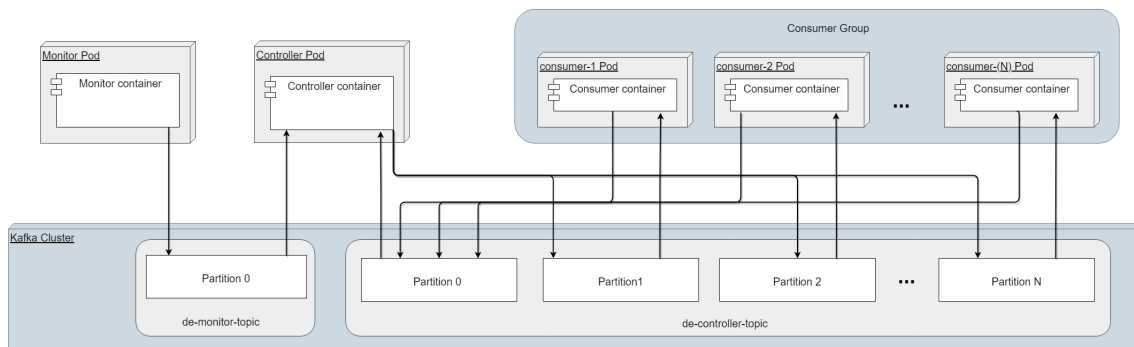 Consumer Group
Monitor Pod
Monitor container
Controller Pod
Controller container
consumer-1 Pod
Consumer container
consumer-2 Pod
Consumer container
...
consumer-(N) Pod
Consumer container
Kafka Cluster
Partition 0
de-monitor-topic
Partition 0
Partition1
Partition 2
...
Partition N
de-controller-topic